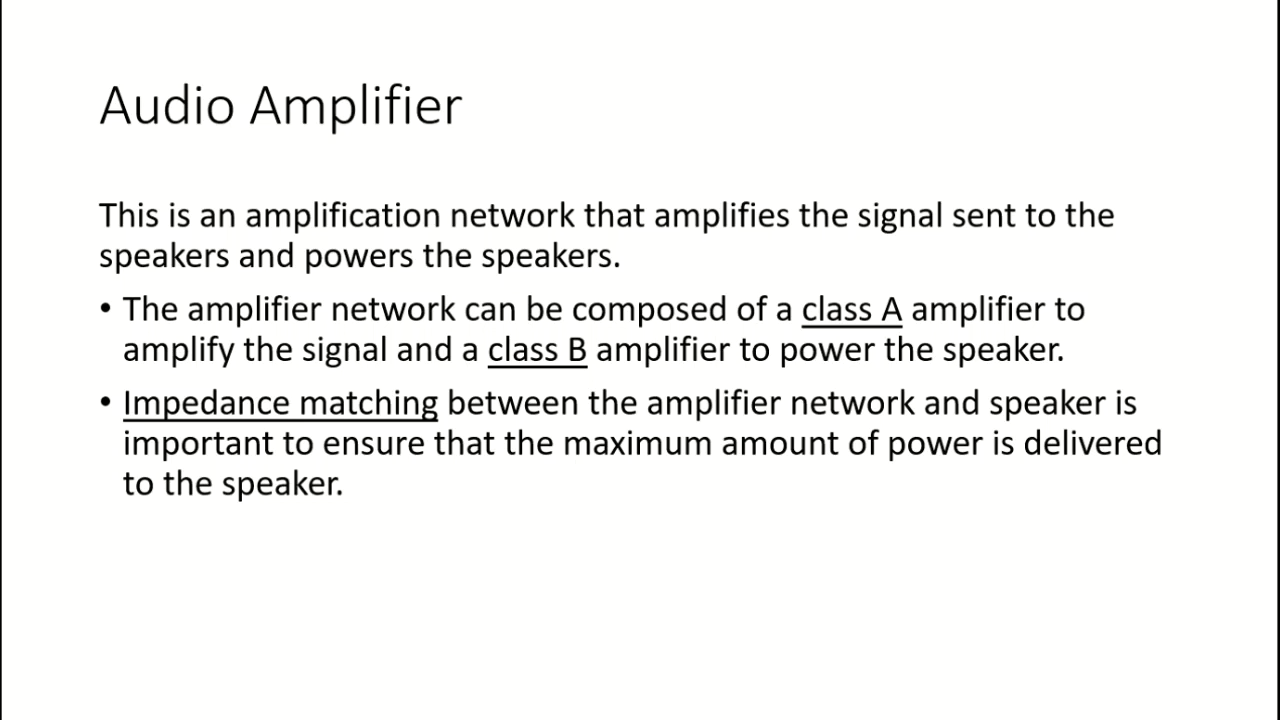 Audio Amplifier
This is an amplification network that amplifies the signal sent to the
speakers and powers the speakers.
• The amplifier network can be composed of a class A amplifier to
amplify the signal and a class B amplifier to power the speaker.
• Impedance matching between the amplifier network and speaker is
important to ensure that the maximum amount of power is delivered
to the speaker.